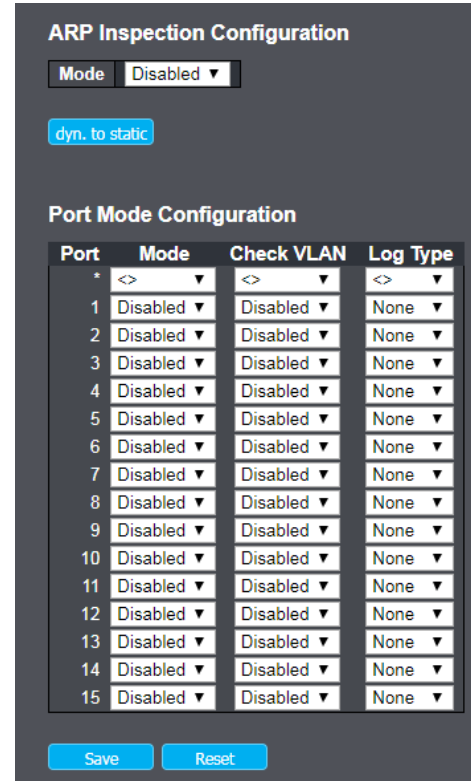 ARP Inspection Configuration
Mode Disabled ▼
dyn. to static
Port Mode Configuration
Port Mode Check VLAN Log Type
* <> ▼ <> ▼ <> ▼
1 Disabled ▼ Disabled ▼ None ▼
2 Disabled ▼ Disabled ▼ None ▼
3 Disabled ▼ Disabled ▼ None ▼
4 Disabled ▼ Disabled ▼ None ▼
5 Disabled ▼ Disabled ▼ None ▼
6 Disabled ▼ Disabled ▼ None ▼
7 Disabled ▼ Disabled ▼ None ▼
8 Disabled ▼ Disabled ▼ None ▼
9 Disabled ▼ Disabled ▼ None ▼
10 Disabled ▼ Disabled ▼ None ▼
11 Disabled ▼ Disabled ▼ None ▼
12 Disabled ▼ Disabled ▼ None ▼
13 Disabled ▼ Disabled ▼ None ▼
14 Disabled ▼ Disabled ▼ None ▼
15 Disabled ▼ Disabled ▼ None ▼
Save Reset